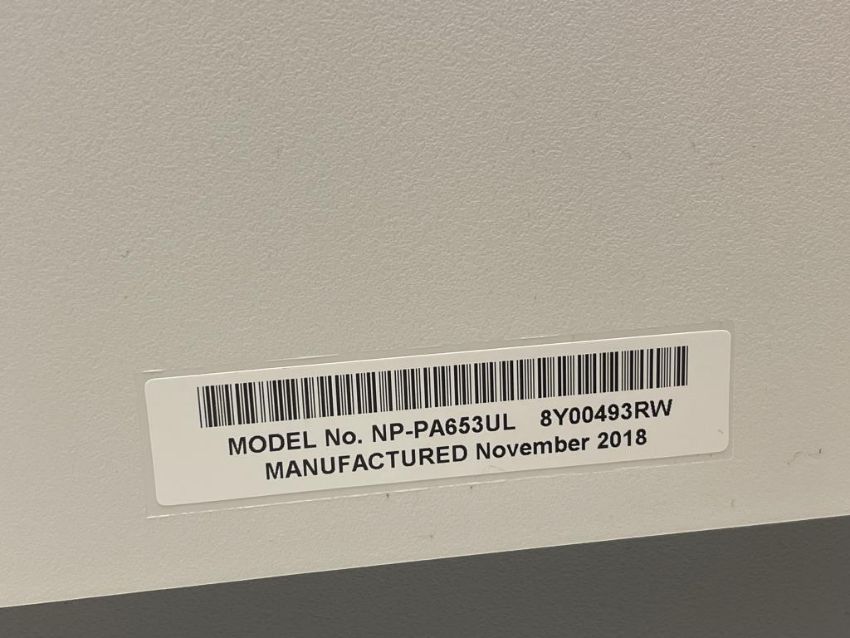 MODEL No. NP-PA653UL 8Y00493RW
MANUFACTURED November 2018